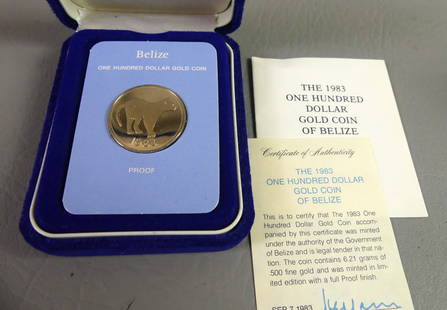 Belize
ONE HUNDRED DOLLAR GOLD COIN
PROOF
THE 1983
ONE HUNDRED
DOLLAR
GOLD COIN
OF BELIZE
Certificate of Authenticity
THE 1983
ONE HUNDRED DOLLAR
GOLD COIN
OF BELIZE
This is to certify that The 1983 One
Hundred Dollar Gold Coin accom-
panied by this certificate was minted
under the authority of the Government
of Belize and is legal tender in that na-
tion. The coin contains 6.21 grams of
.500 fine gold and was minted in lim-
ited edition with a full Proof finish.
SEP 7 1983